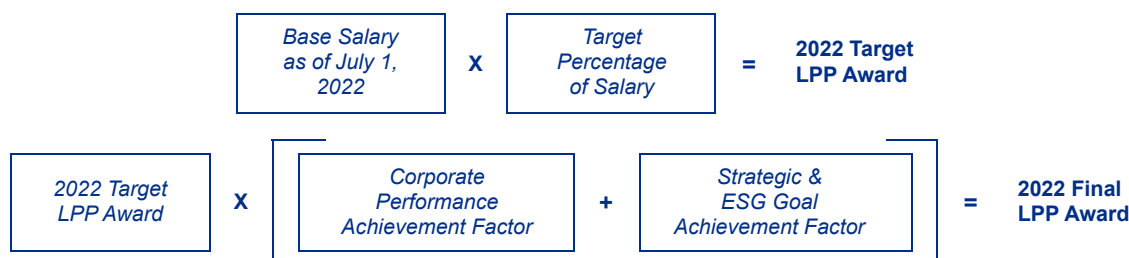 Base Salary
as of July 1,
2022
X
Target
Percentage
of Salary
=
2022 Target
LPP Award
2022 Target
LPP Award
X
Corporate
Performance
Achievement Factor
+
Strategic &
ESG Goal
Achievement Factor
=
2022 Final
LPP Award